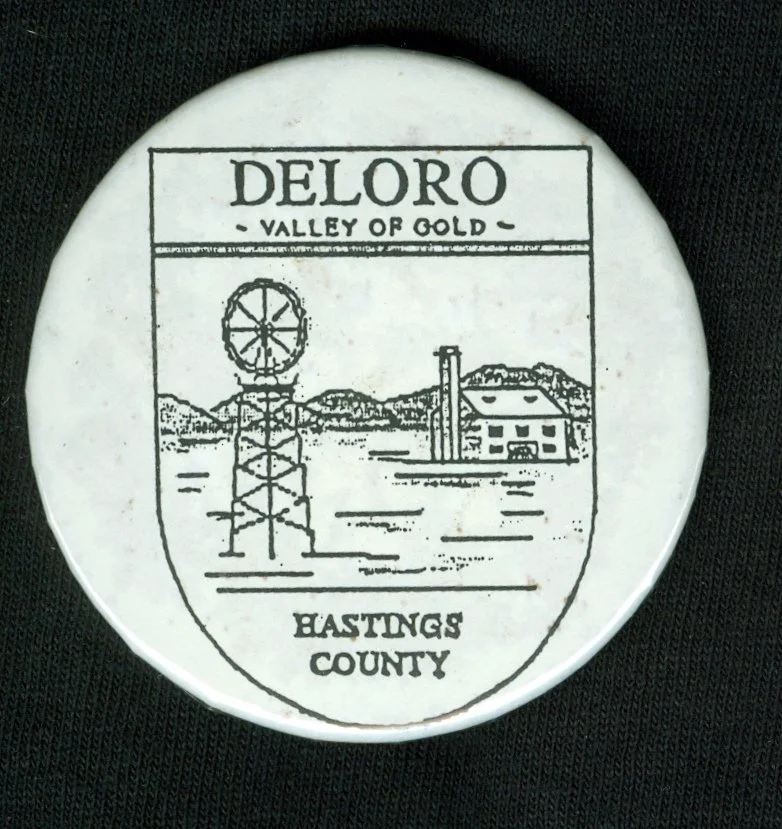 DELORO
- VALLEY OF GOLD -
HASTINGS
COUNTY